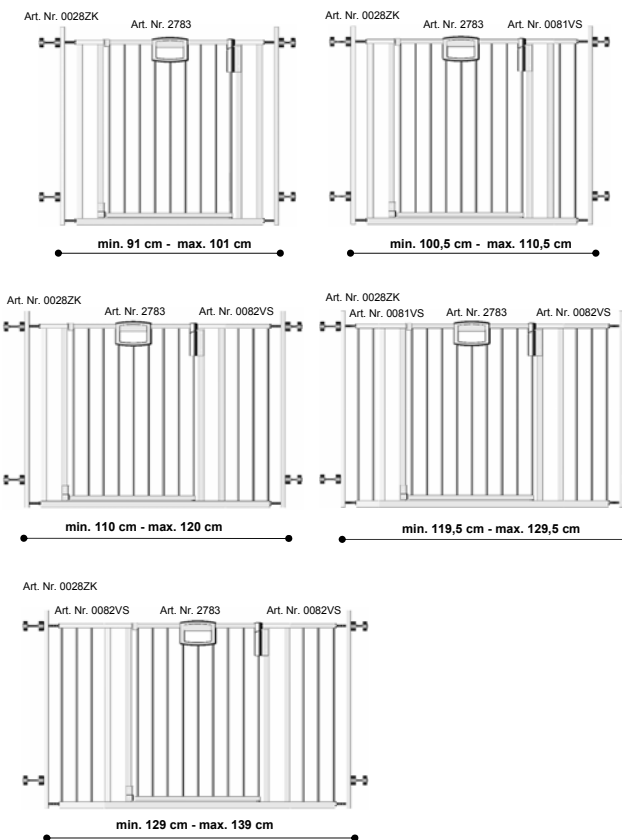 Art. Nr. 0028ZK
Art. Nr. 2783
min. 91 cm - max. 101 cm
Art. Nr. 0028ZK
Art. Nr. 2783 Art. Nr. 0081VS
min. 100,5 cm - max. 110,5 cm
Art. Nr. 0028ZK
Art. Nr. 2783 Art. Nr. 0082VS
min. 110 cm - max. 120 cm
Art. Nr. 0028ZK
Art. Nr. 0081VS Art. Nr. 2783 Art. Nr. 0082VS
min. 119,5 cm - max. 129,5 cm
Art. Nr. 0028ZK
Art. Nr. 0082VS Art. Nr. 2783 Art. Nr. 0082VS
min. 129 cm - max. 139 cm